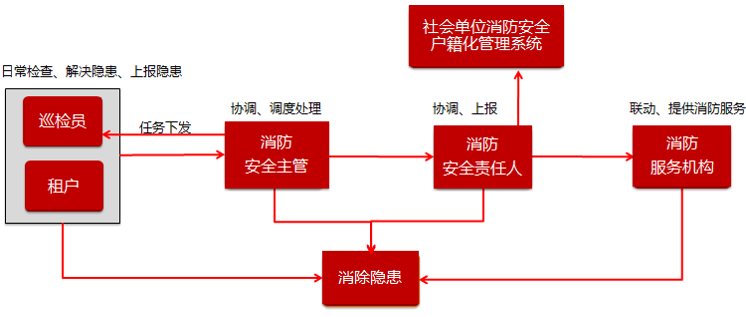 社会单位消防安全
户籍化管理系统
日常检查、解决隐患、上报隐患
协调、调度处理
协调、上报
联动、提供消防服务
巡检员
任务下发
消防
安全主管
消防
安全责任人
消防
服务机构
租户
消除隐患